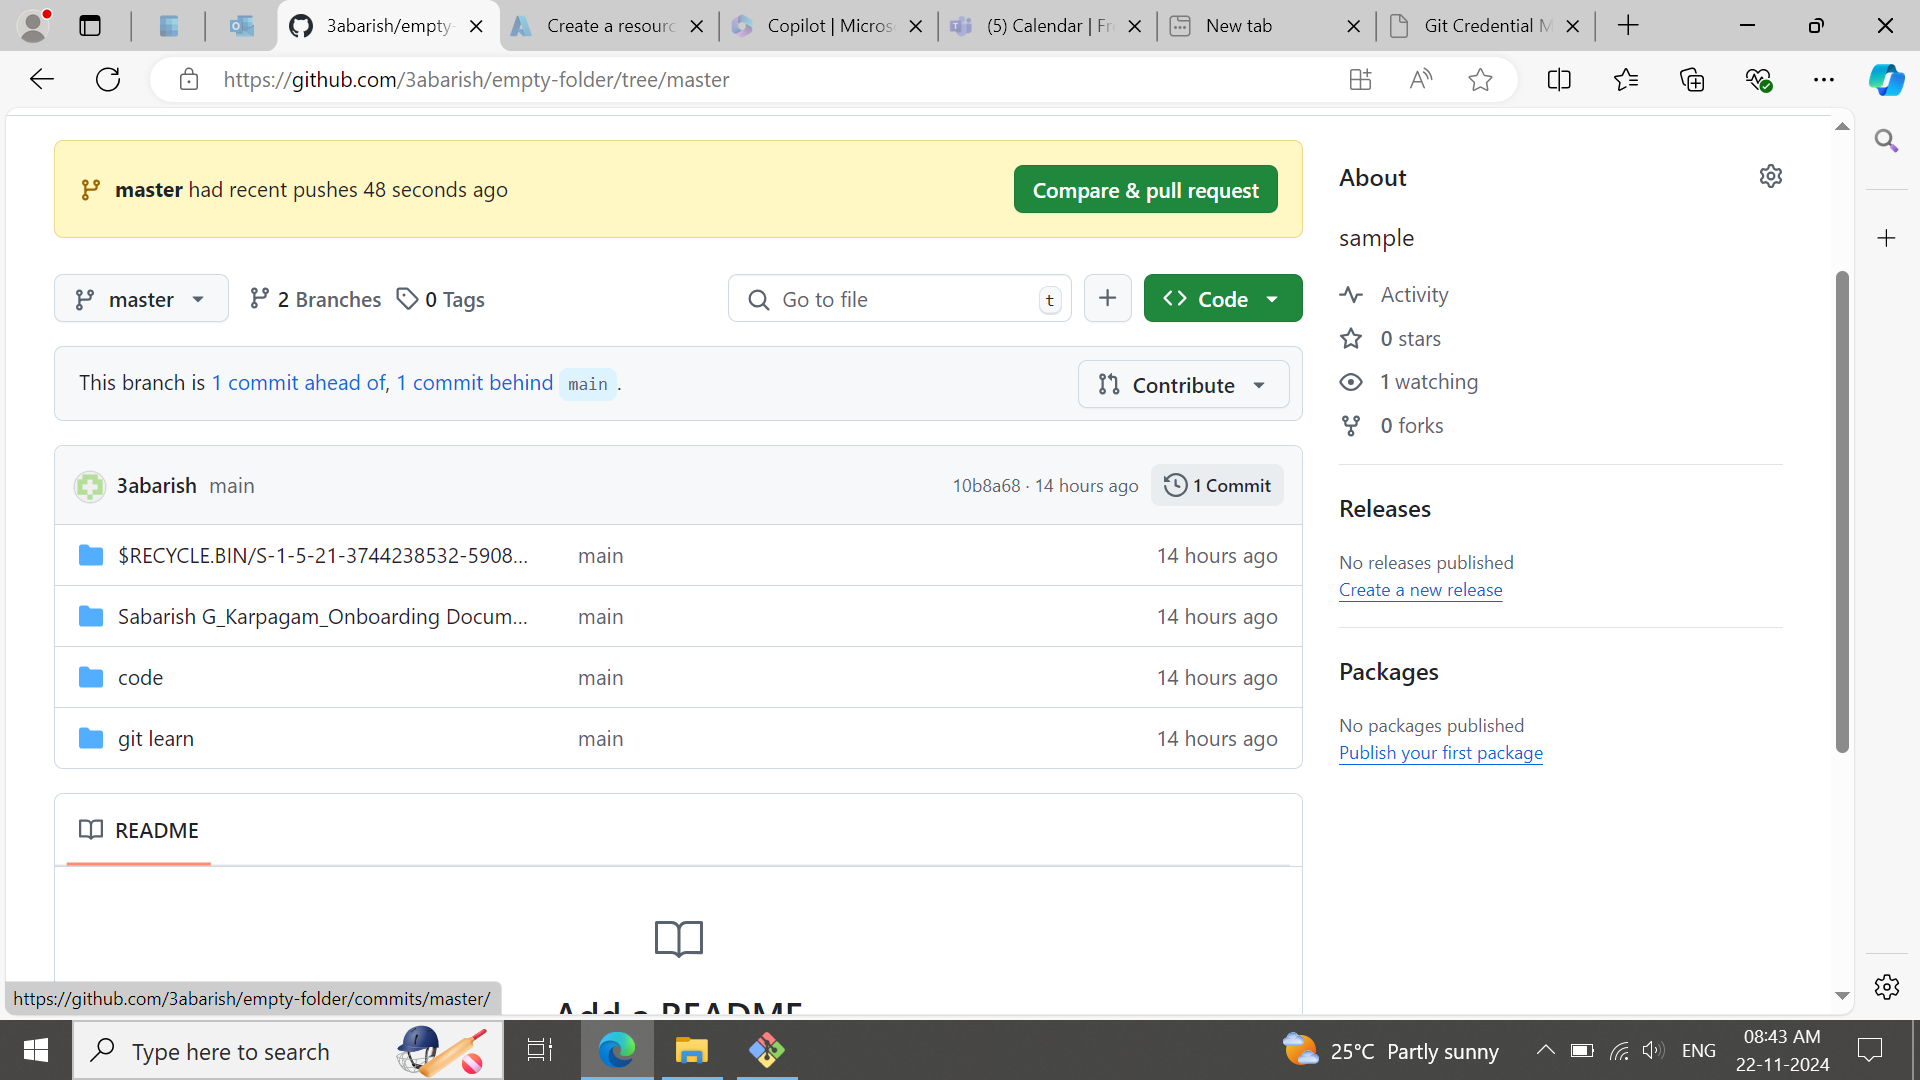 3abarish/empty-
Create a resourc
Copilot | Micros
(5) Calendar | Fr
New tab
Git Credential M
https://github.com/3abarish/empty-folder/tree/master
master had recent pushes 48 seconds ago
Compare & pull request
master
2 Branches
0 Tags
Go to file
t
Code
This branch is 1 commit ahead of, 1 commit behind main .
Contribute
3abarish main
10b8a68 · 14 hours ago
1 Commit
$RECYCLE.BIN/S-1-5-21-3744238532-5908... main 14 hours ago
Sabarish G_Karpagam_Onboarding Docum... main 14 hours ago
code main 14 hours ago
git learn main 14 hours ago
README
Add a README
About
sample
Activity
0 stars
1 watching
0 forks
Releases
No releases published
Create a new release
Packages
No packages published
Publish your first package
https://github.com/3abarish/empty-folder/commits/master/
Type here to search
25°C Partly sunny
ENG
08:43 AM
22-11-2024